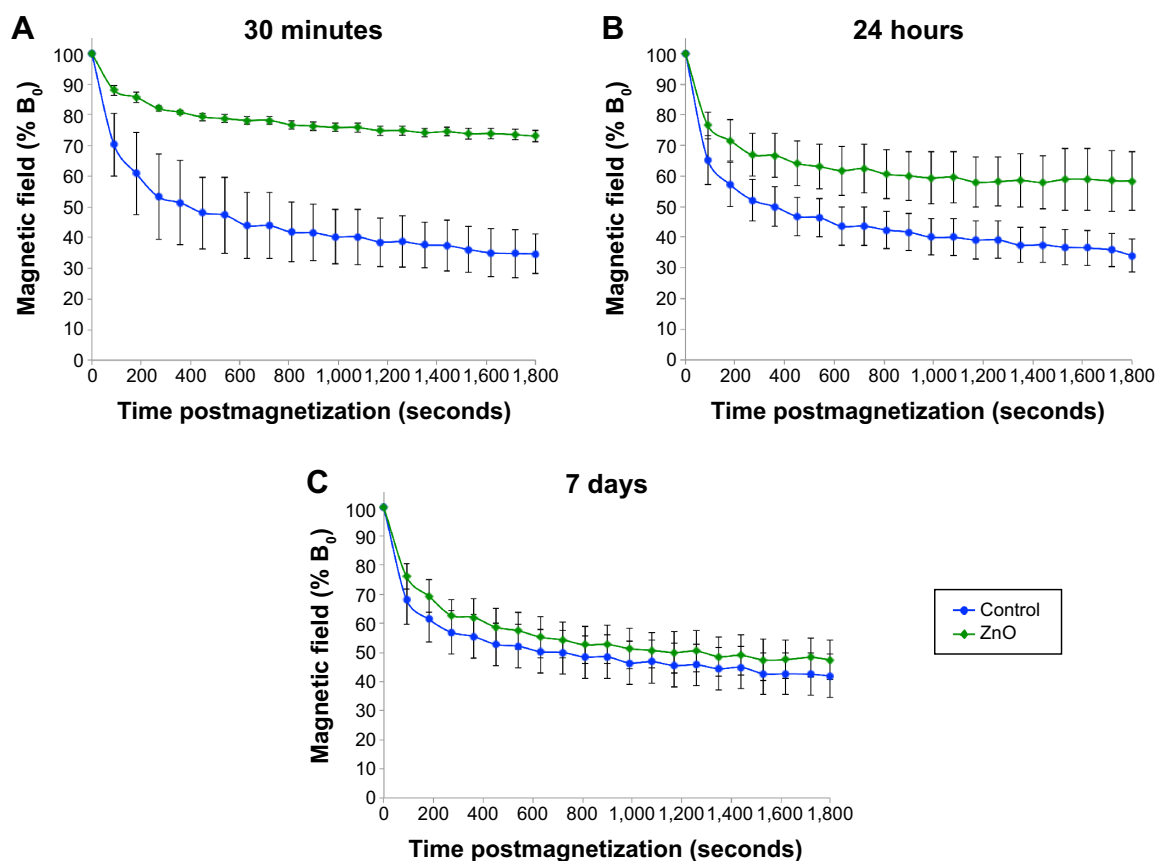 A
30 minutes
Magnetic field (% B0)
100
90
80
70
60
50
40
30
20
10
0
0 200 400 600 800 1,000 1,200 1,400 1,600 1,800
Time postmagnetization (seconds)
B
24 hours
Magnetic field (% B0)
100
90
80
70
60
50
40
30
20
10
0
0 200 400 600 800 1,000 1,200 1,400 1,600 1,800
Time postmagnetization (seconds)
C
7 days
Magnetic field (% B0)
100
90
80
70
60
50
40
30
20
10
0
0 200 400 600 800 1,000 1,200 1,400 1,600 1,800
Time postmagnetization (seconds)
Control
ZnO